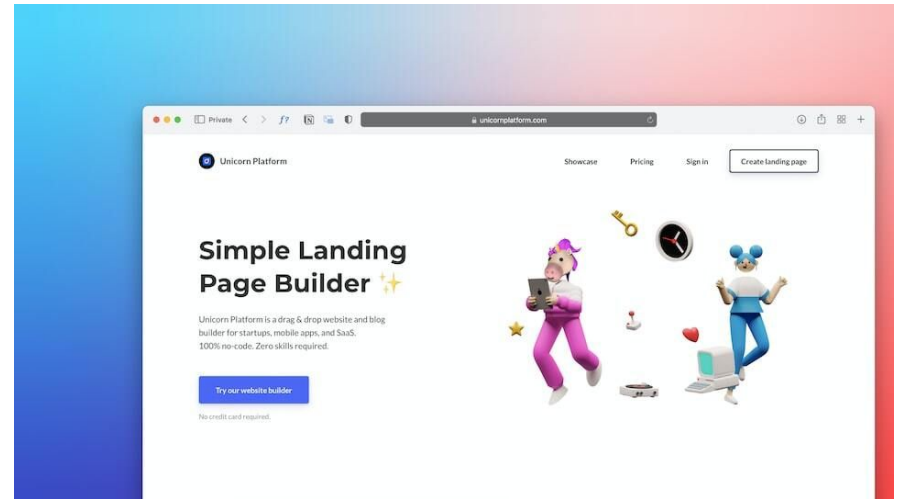 Private
unicornplatform.com
Unicorn Platform
Showcase
Pricing
Sign in
Create landing page
Simple Landing
Page Builder ✨
Unicorn Platform is a drag & drop website and blog
builder for startups, mobile apps, and SaaS.
100% no-code. Zero skills required.
Try our website builder
No credit card required.